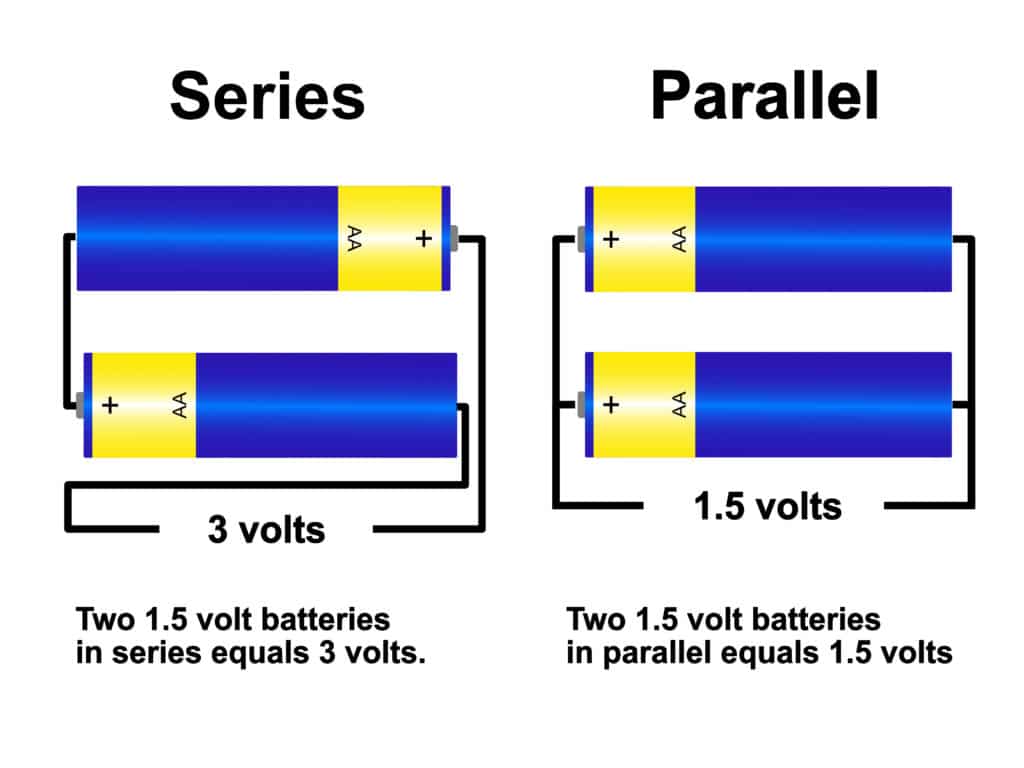 Series
Parallel
AA +
+ AA
+ AA
+ AA
3 volts
1.5 volts
Two 1.5 volt batteries
in series equals 3 volts.
Two 1.5 volt batteries
in parallel equals 1.5 volts